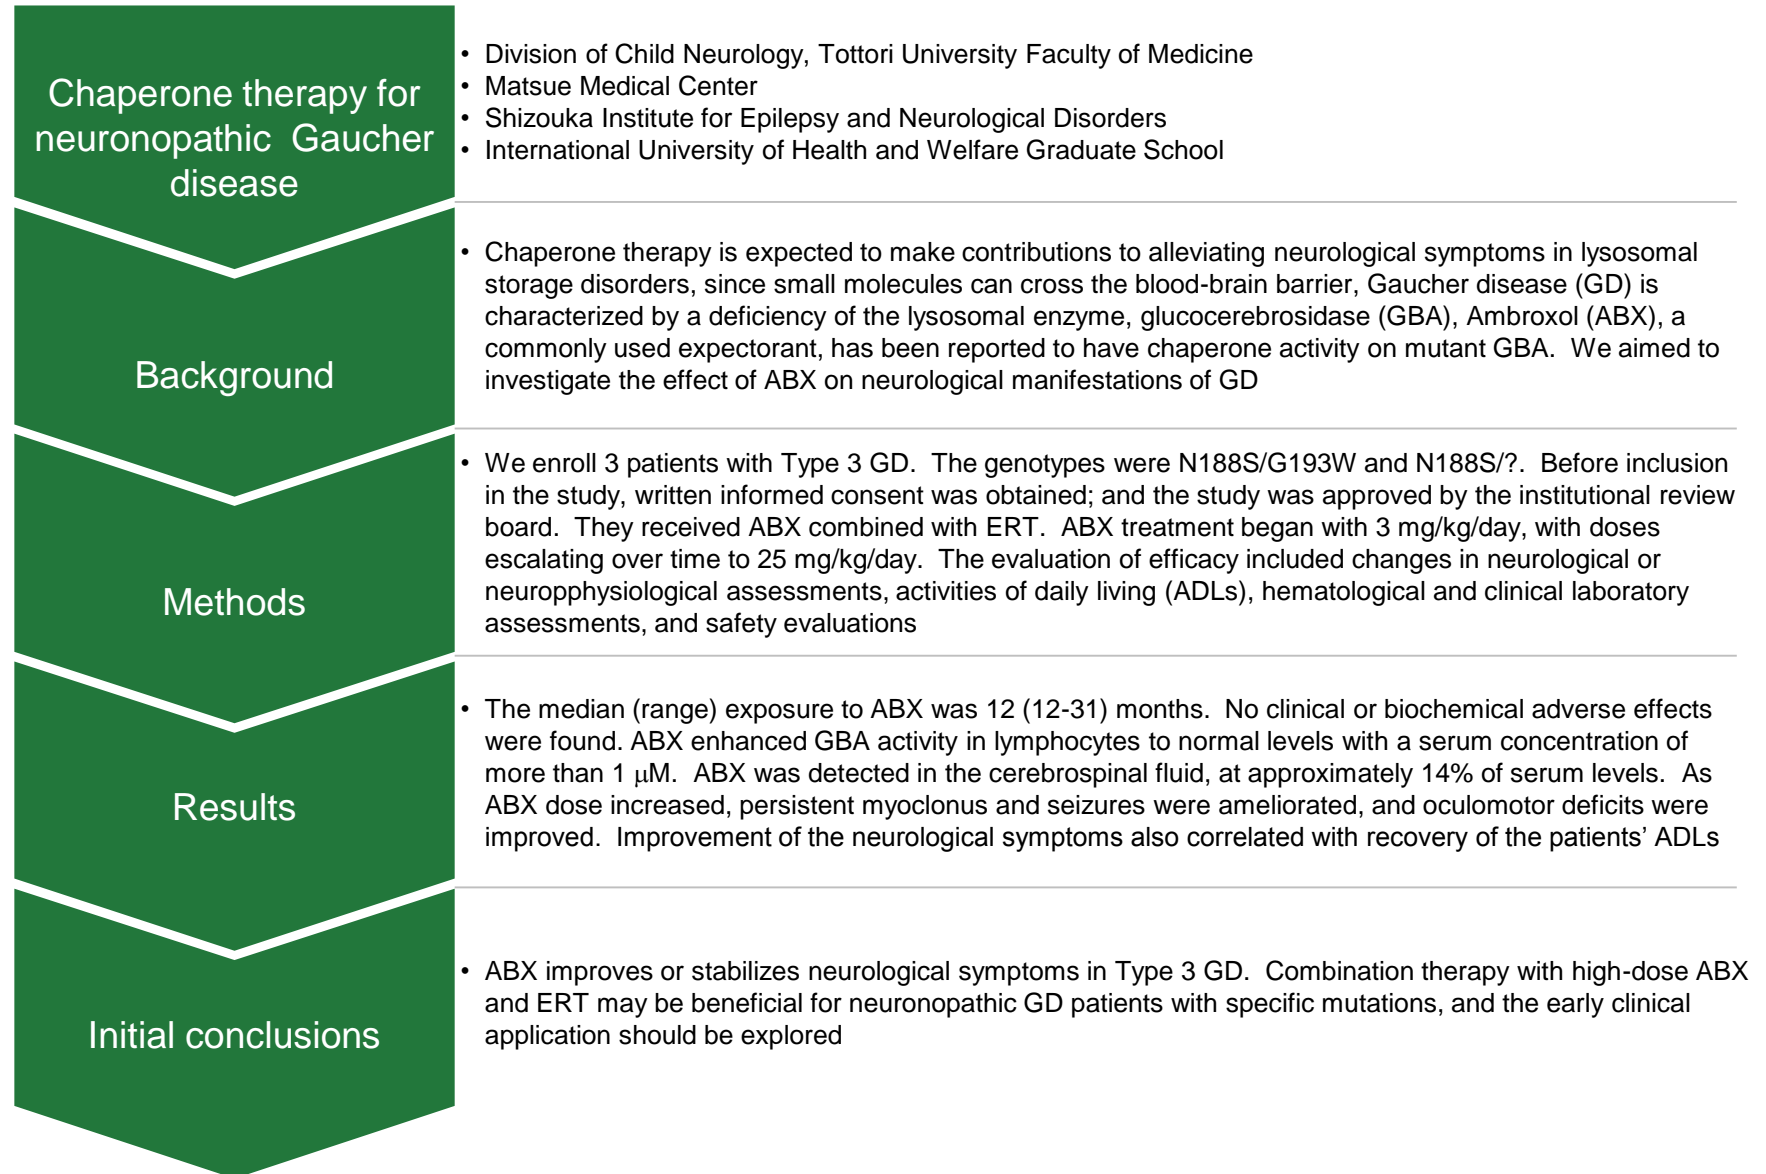 Chaperone therapy for
neuronopathic Gaucher
disease
• Division of Child Neurology, Tottori University Faculty of Medicine
• Matsue Medical Center
• Shizouka Institute for Epilepsy and Neurological Disorders
• International University of Health and Welfare Graduate School
Background
• Chaperone therapy is expected to make contributions to alleviating neurological symptoms in lysosomal
storage disorders, since small molecules can cross the blood-brain barrier, Gaucher disease (GD) is
characterized by a deficiency of the lysosomal enzyme, glucocerebrosidase (GBA), Ambroxol (ABX), a
commonly used expectorant, has been reported to have chaperone activity on mutant GBA. We aimed to
investigate the effect of ABX on neurological manifestations of GD
Methods
• We enroll 3 patients with Type 3 GD. The genotypes were N188S/G193W and N188S/?. Before inclusion
in the study, written informed consent was obtained; and the study was approved by the institutional review
board. They received ABX combined with ERT. ABX treatment began with 3 mg/kg/day, with doses
escalating over time to 25 mg/kg/day. The evaluation of efficacy included changes in neurological or
neuropphysiological assessments, activities of daily living (ADLs), hematological and clinical laboratory
assessments, and safety evaluations
Results
• The median (range) exposure to ABX was 12 (12-31) months. No clinical or biochemical adverse effects
were found. ABX enhanced GBA activity in lymphocytes to normal levels with a serum concentration of
more than 1 μM. ABX was detected in the cerebrospinal fluid, at approximately 14% of serum levels. As
ABX dose increased, persistent myoclonus and seizures were ameliorated, and oculomotor deficits were
improved. Improvement of the neurological symptoms also correlated with recovery of the patients’ ADLs
Initial conclusions
• ABX improves or stabilizes neurological symptoms in Type 3 GD. Combination therapy with high-dose ABX
and ERT may be beneficial for neuronopathic GD patients with specific mutations, and the early clinical
application should be explored